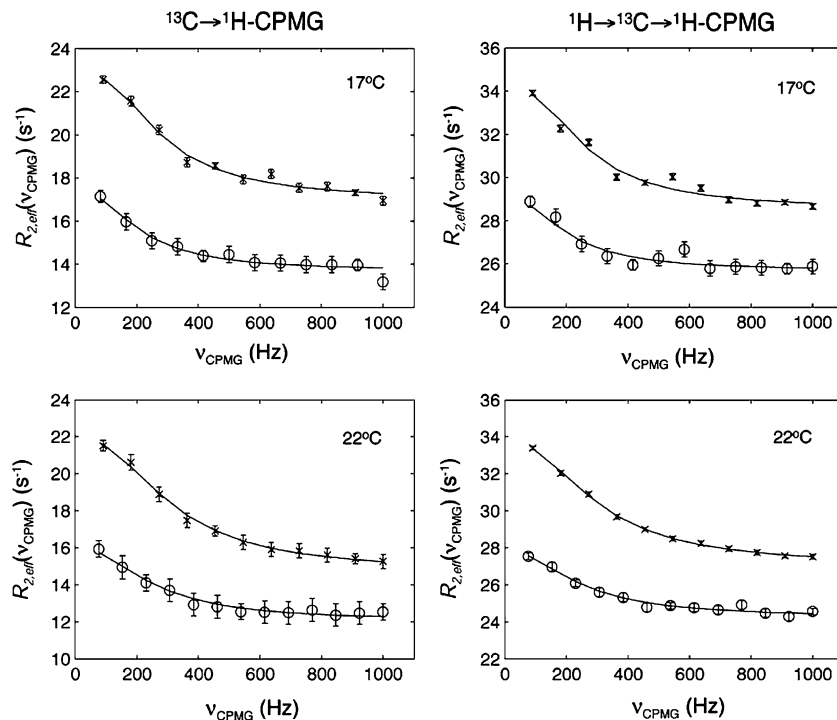 ¹³C→¹H-CPMG
¹H→¹³C→¹H-CPMG
24
22
20
18
16
14
12
R₂,eff(νCPMG) (s⁻¹)
17ºC
0 200 400 600 800 1000
νCPMG (Hz)
36
34
32
30
28
26
24
R₂,eff(νCPMG) (s⁻¹)
17ºC
0 200 400 600 800 1000
νCPMG (Hz)
24
22
20
18
16
14
12
10
R₂,eff(νCPMG) (s⁻¹)
22ºC
0 200 400 600 800 1000
νCPMG (Hz)
36
34
32
30
28
26
24
22
R₂,eff(νCPMG) (s⁻¹)
22ºC
0 200 400 600 800 1000
νCPMG (Hz)